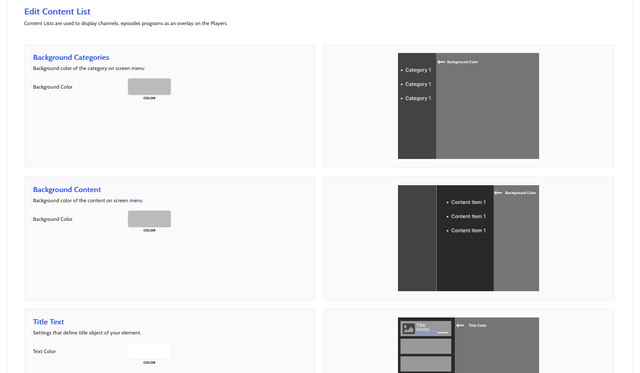 Edit Content List
Content Lists are used to display channels, episodes programs as an overlay on the Players
Background Categories
Background color of the category on screen menu
Background Color
COLOR
Category 1
Category 1
Category 1
Background Color
Background Content
Background color of the content on screen menu
Background Color
COLOR
Content Item 1
Content Item 1
Content Item 1
Background Color
Title Text
Settings that define title object of your element.
Text Color
COLOR
Title
Title Color